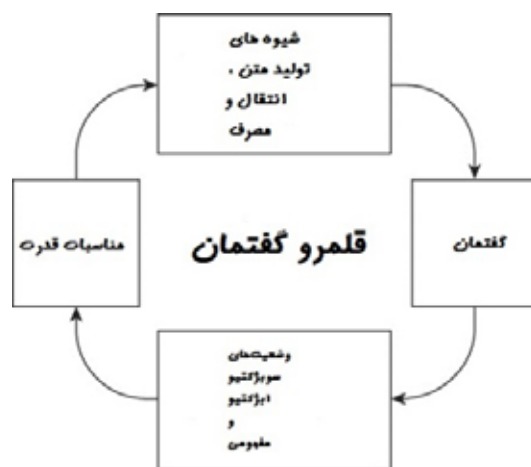 شیوه های
تولید متن ،
انتقال و
مصرف
گفتمان
قلمرو گفتمان
مناسبات قدرت
وضعیت‌های
سوبژکتیو
ابژکتیو
و
مفهومی